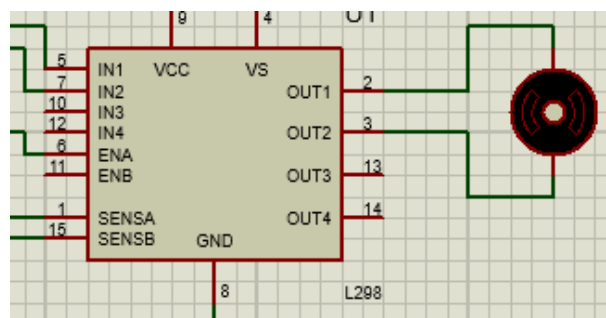 9 4 U1
5 IN1 VCC VS
7 IN2 OUT1 2
10 IN3
12 IN4 OUT2 3
6 ENA
11 ENB OUT3 13
1 SENSA OUT4 14
15 SENSB GND
8 L298